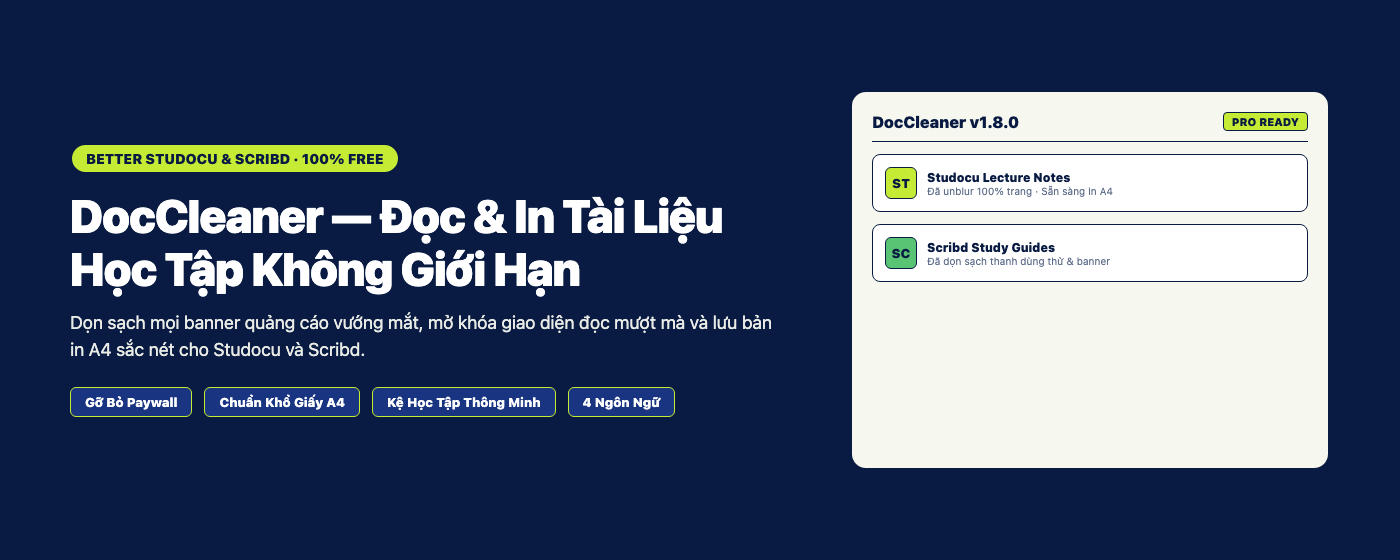 BETTER STUDOCU & SCRIBD · 100% FREE
DocCleaner — Đọc & In Tài Liệu
Học Tập Không Giới Hạn
Dọn sạch mọi banner quảng cáo vướng mắt, mở khóa giao diện đọc mượt mà và lưu bản
in A4 sắc nét cho Studocu và Scribd.
Gỡ Bỏ Paywall
Chuẩn Khổ Giấy A4
Kệ Học Tập Thông Minh
4 Ngôn Ngữ
DocCleaner v1.8.0
PRO READY
ST
Studocu Lecture Notes
Đã unblur 100% trang · Sẵn sàng in A4
SC
Scribd Study Guides
Đã dọn sạch thanh dùng thử & banner